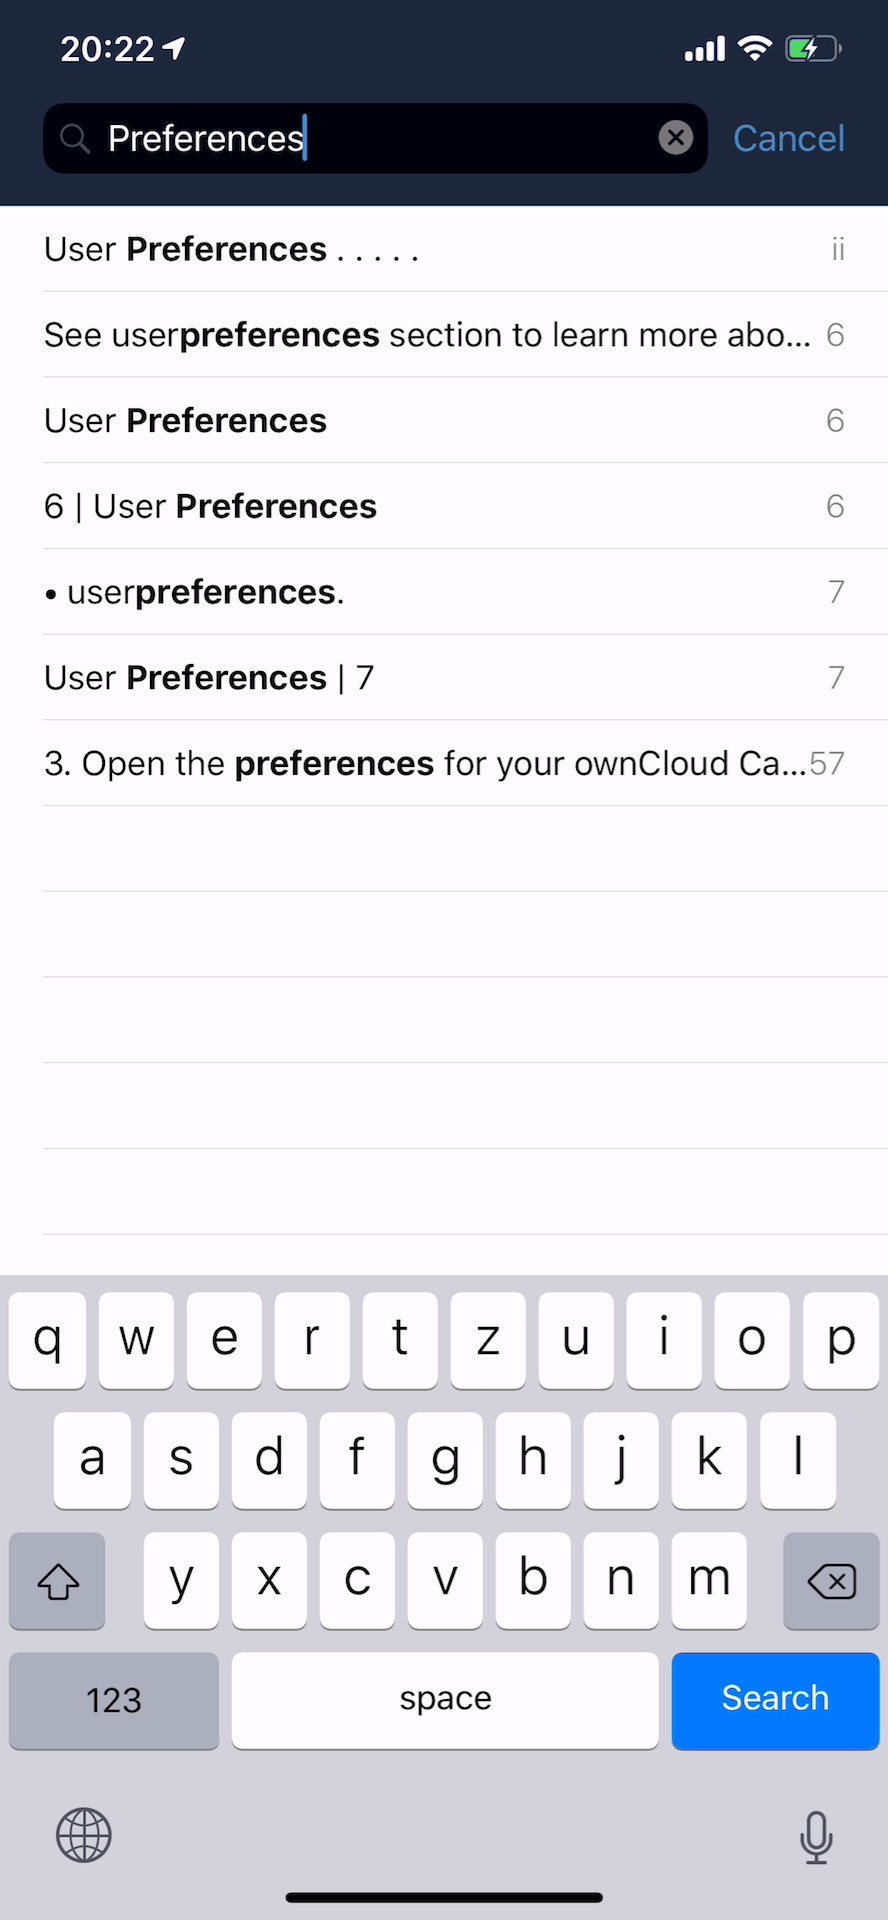 20:22
Preferences Cancel
User Preferences . . . . . ii
See userpreferences section to learn more abo... 6
User Preferences 6
6 | User Preferences 6
• userpreferences. 7
User Preferences | 7 7
3. Open the preferences for your ownCloud Ca... 57
q w e r t z u i o p
a s d f g h j k l
y x c v b n m
123 space Search